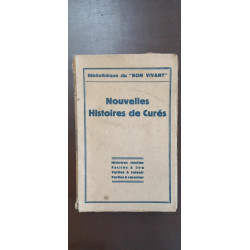 Bibliothèque du "BON VIVANT"
Nouvelles
Histoires de Curés
Histoires inédites
Faciles à lire
Faciles à retenir
Faciles à raconter